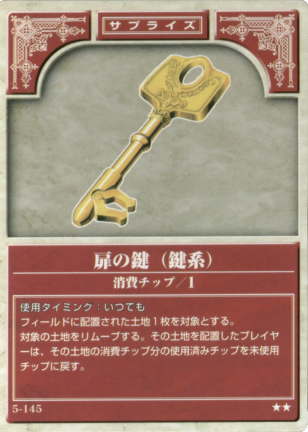 サプライズ
扉の鍵（鍵系）
消費チップ／1
使用タイミング：いつでも
フィールドに配置された土地1枚を対象とする。
対象の土地をリムーブする。その土地を配置したプレイヤ
ーは、その土地の消費チップ分の使用済みチップを未使用
チップに戻す。
5-145
★★